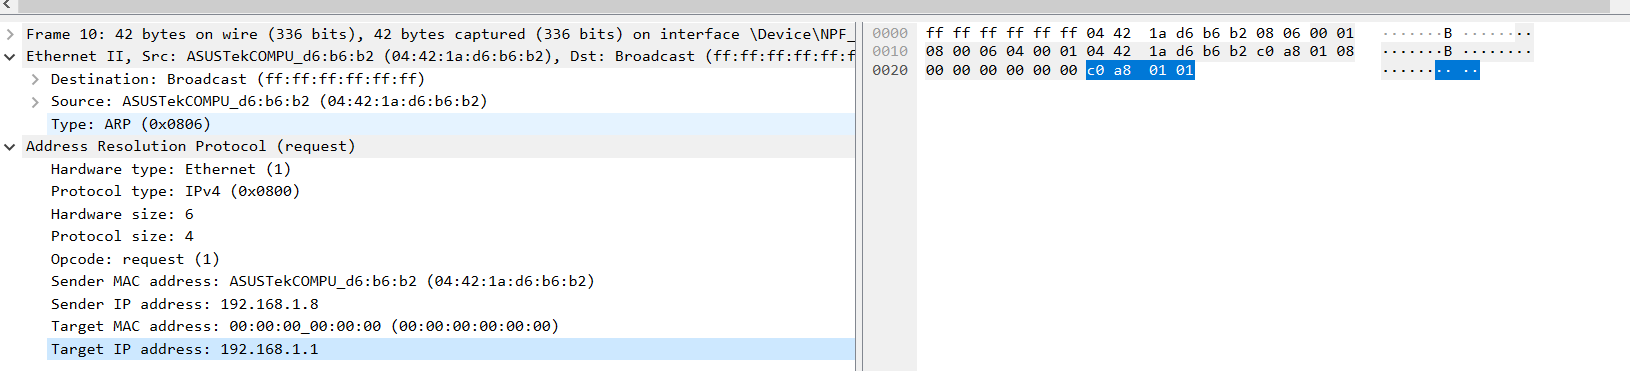 Frame 10: 42 bytes on wire (336 bits), 42 bytes captured (336 bits) on interface \Device\NPF_
Ethernet II, Src: ASUSTekCOMPU_d6:b6:b2 (04:42:1a:d6:b6:b2), Dst: Broadcast (ff:ff:ff:ff:ff:f
Destination: Broadcast (ff:ff:ff:ff:ff:ff)
Source: ASUSTekCOMPU_d6:b6:b2 (04:42:1a:d6:b6:b2)
Type: ARP (0x0806)
Address Resolution Protocol (request)
Hardware type: Ethernet (1)
Protocol type: IPv4 (0x0800)
Hardware size: 6
Protocol size: 4
Opcode: request (1)
Sender MAC address: ASUSTekCOMPU_d6:b6:b2 (04:42:1a:d6:b6:b2)
Sender IP address: 192.168.1.8
Target MAC address: 00:00:00_00:00:00 (00:00:00:00:00:00)
Target IP address: 192.168.1.1
0000 ff ff ff ff ff ff 04 42 1a d6 b6 b2 08 06 00 01 ·······B ········
0010 08 00 06 04 00 01 04 42 1a d6 b6 b2 c0 a8 01 08 ·······B ········
0020 00 00 00 00 00 00 c0 a8 01 01 ········ ··